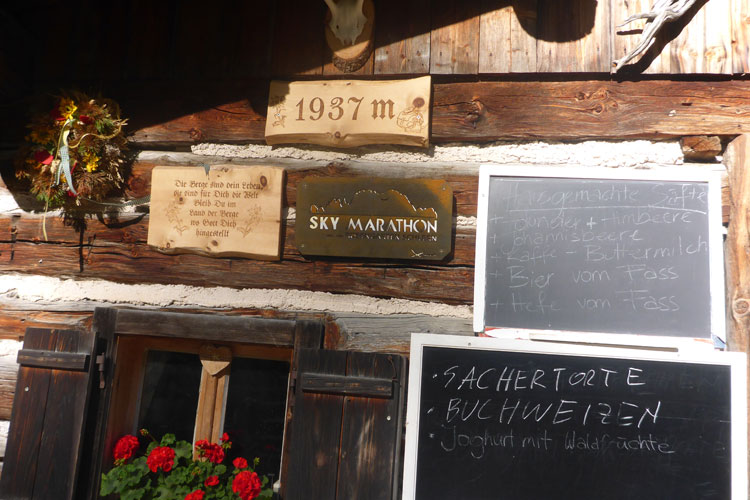 1937 m
Die Berge sind dein Leben,
sie sind für Dich die Welt
Bleib Du im
Land der Berge
wo Gott Dich
hingestellt
SKY MARATHON
Hausgemachte Säfte
+ Holunder + Himbeere
+ Johannisbeere
+ Kaffe - Buttermilch
+ Bier vom Fass
+ Hefe vom Fass
· SACHERTORTE
· BUCHWEIZEN
· Joghurt mit Waldfrüchte